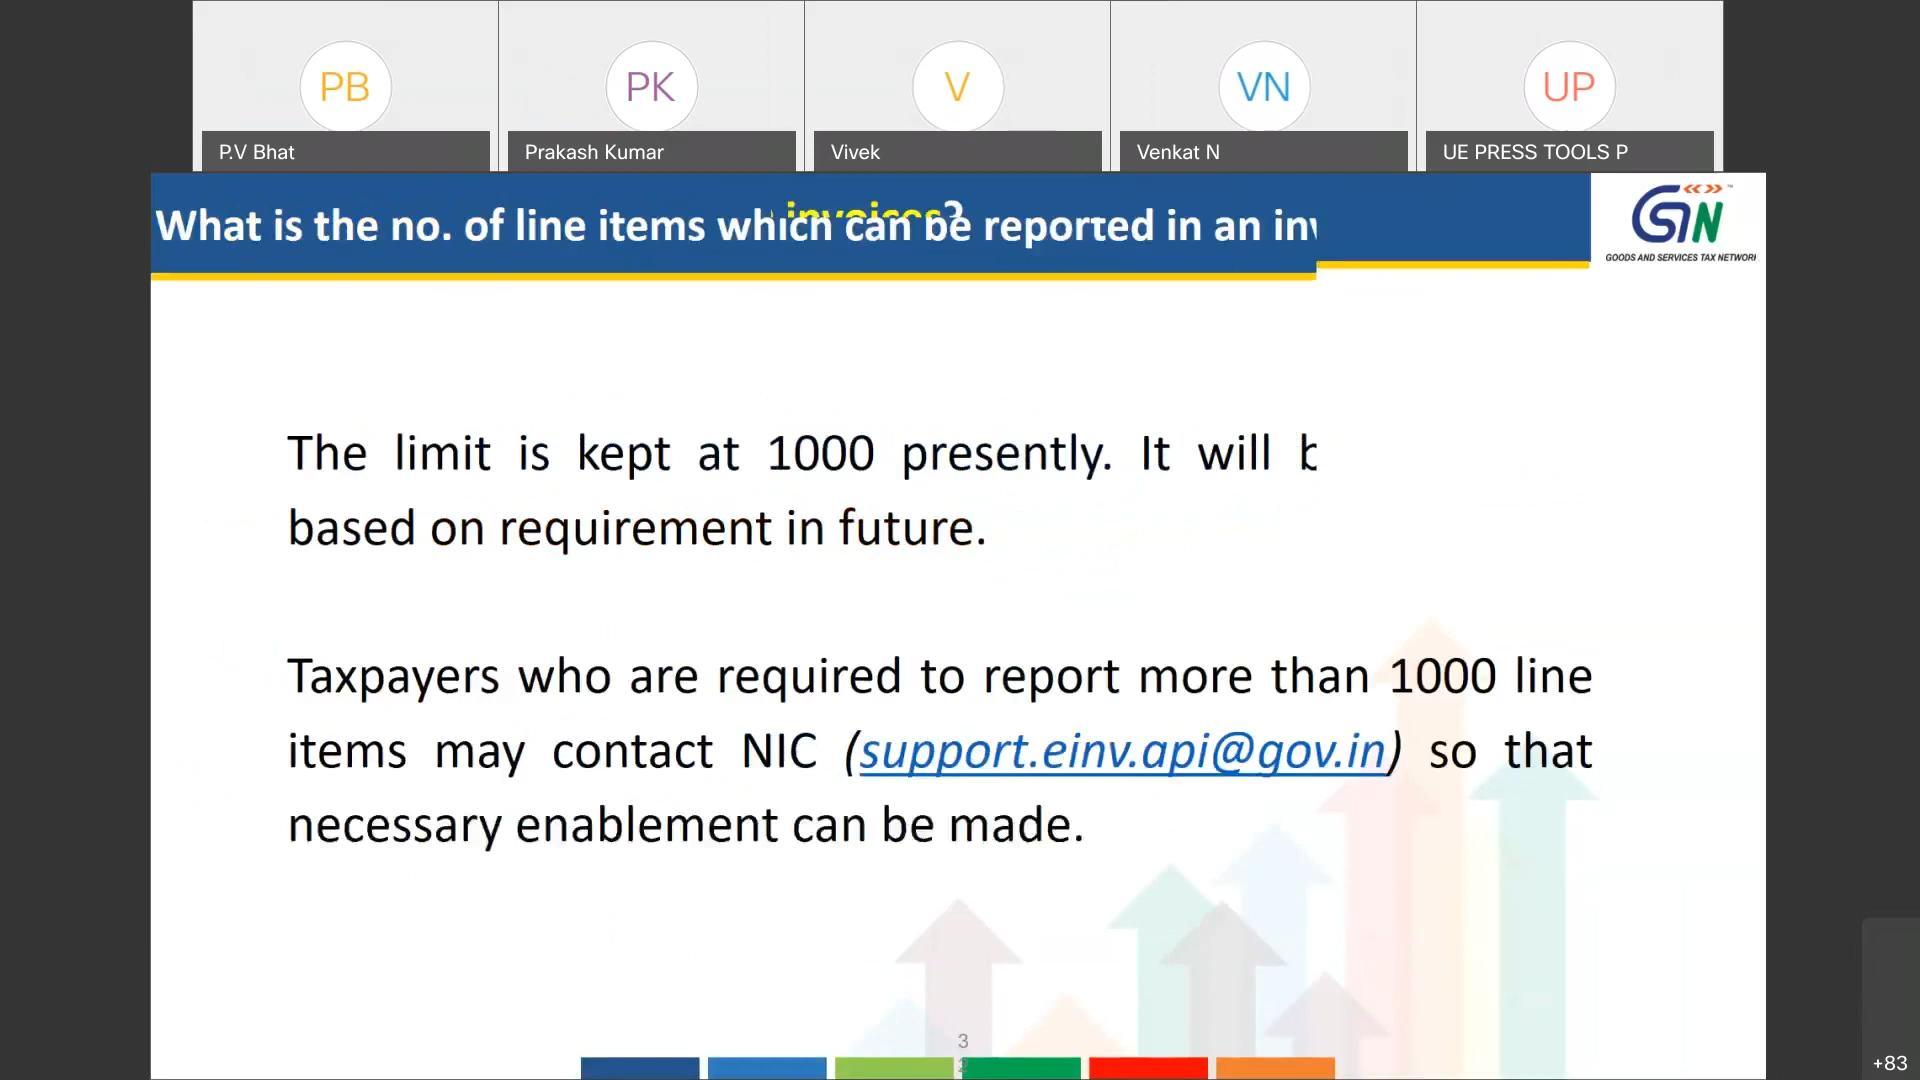 PB PK V VN UP
P.V Bhat Prakash Kumar Vivek Venkat N UE PRESS TOOLS P
invoices?
What is the no. of line items which can be reported in an inv
GSTN
GOODS AND SERVICES TAX NETWORK
The limit is kept at 1000 presently. It will b
based on requirement in future.
Taxpayers who are required to report more than 1000 line
items may contact NIC (support.einv.api@gov.in) so that
necessary enablement can be made.
3
+83